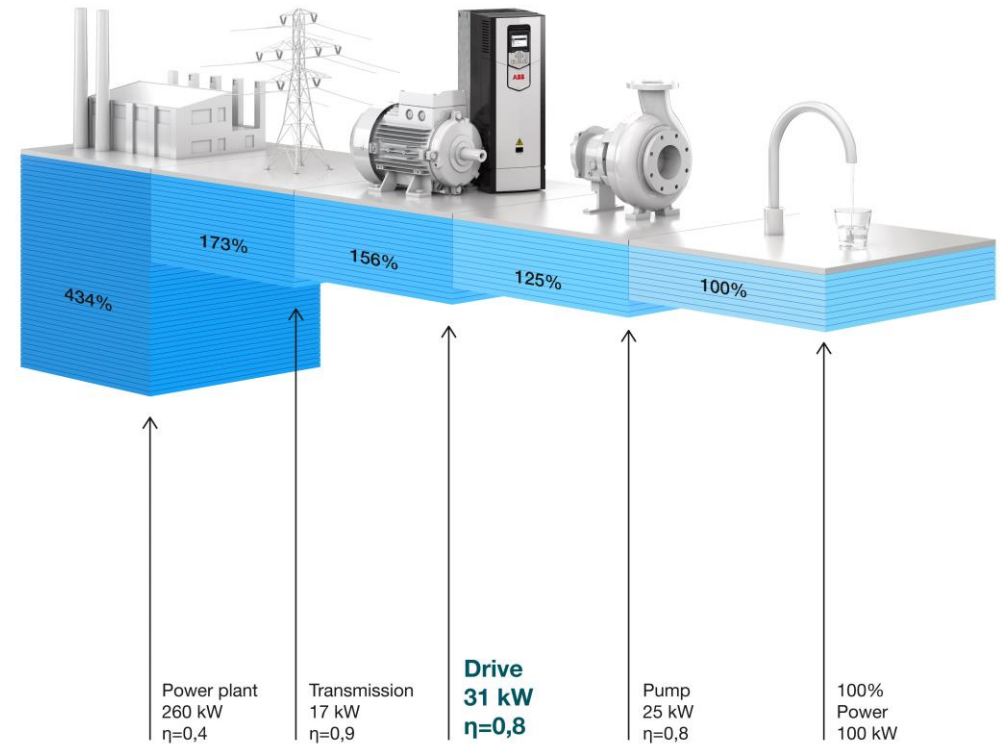 ABB
434%
173%
156%
125%
100%
Power plant
260 kW
η=0,4
Transmission
17 kW
η=0,9
Drive
31 kW
η=0,8
Pump
25 kW
η=0,8
100%
Power
100 kW